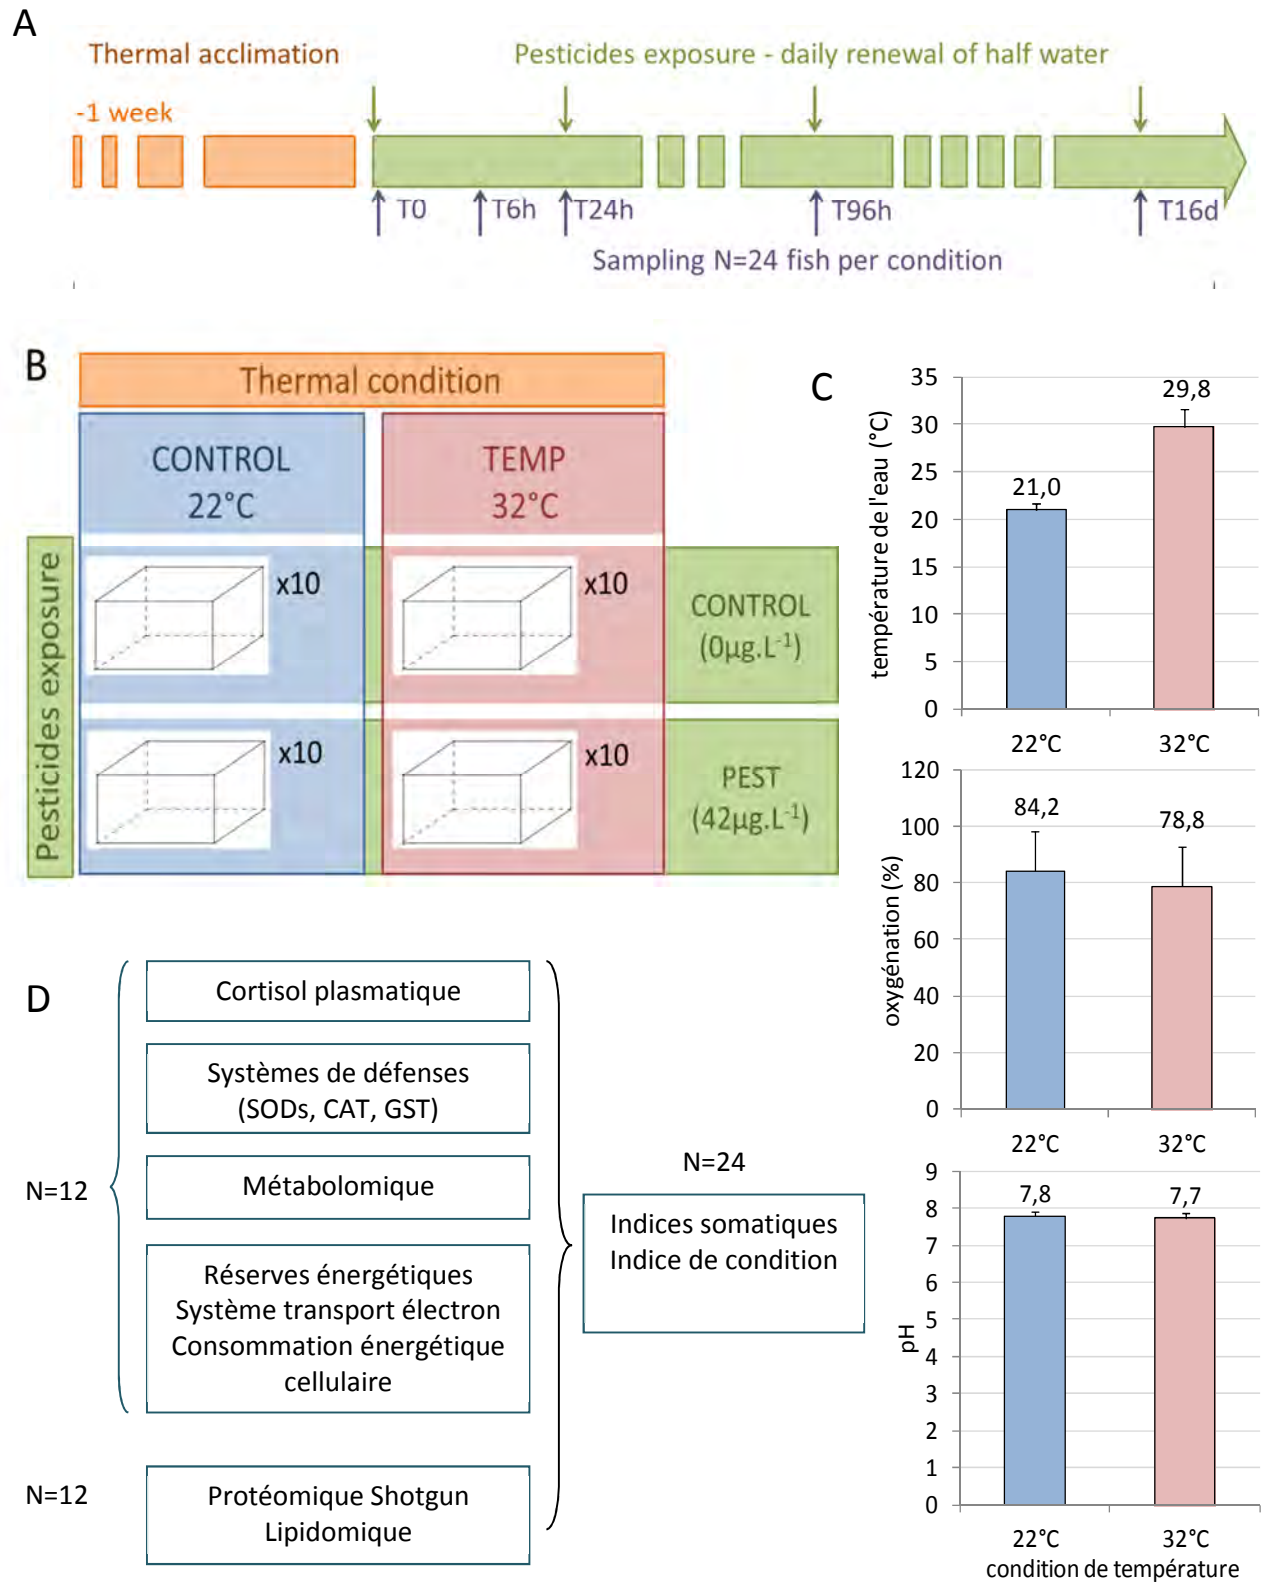 A
Thermal acclimation
Pesticides exposure - daily renewal of half water
-1 week
T0
T6h
T24h
T96h
T16d
Sampling N=24 fish per condition
B
Thermal condition
CONTROL
22°C
TEMP
32°C
Pesticides exposure
x10
x10
CONTROL
(0µg.L-1)
x10
x10
PEST
(42µg.L-1)
C
température de l'eau (°C)
35
30
25
20
15
10
5
0
21,0
29,8
22°C
32°C
oxygénation (%)
120
100
80
60
40
20
0
84,2
78,8
22°C
32°C
pH
9
8
7
6
5
4
3
2
1
0
7,8
7,7
22°C
32°C
condition de température
D
N=12
Cortisol plasmatique
Systèmes de défenses
(SODs, CAT, GST)
Métabolomique
Réserves énergétiques
Système transport électron
Consommation énergétique
cellulaire
N=12
Protéomique Shotgun
Lipidomique
N=24
Indices somatiques
Indice de condition